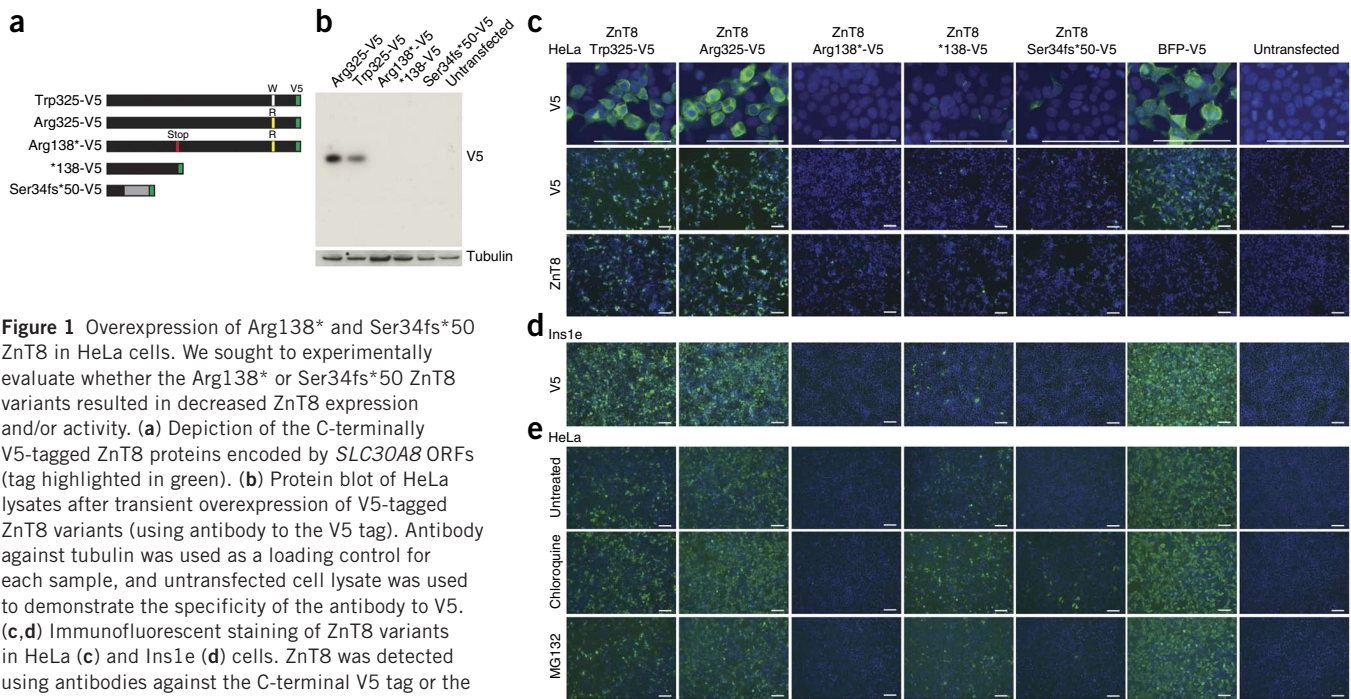 a
W V5
Trp325-V5
R
Arg325-V5
Stop R
Arg138*-V5
*138-V5
Ser34fs*50-V5
b
Arg325-V5
Trp325-V5
Arg138*-V5
*138-V5
Ser34fs*50-V5
Untransfected
V5
Tubulin
c
HeLa
ZnT8 Trp325-V5
ZnT8 Arg325-V5
ZnT8 Arg138*-V5
ZnT8 *138-V5
ZnT8 Ser34fs*50-V5
BFP-V5
Untransfected
V5
V5
ZnT8
d
Ins1e
V5
e
HeLa
Untreated
Chloroquine
MG132
Figure 1 Overexpression of Arg138* and Ser34fs*50
ZnT8 in HeLa cells. We sought to experimentally
evaluate whether the Arg138* or Ser34fs*50 ZnT8
variants resulted in decreased ZnT8 expression
and/or activity. (a) Depiction of the C-terminally
V5-tagged ZnT8 proteins encoded by SLC30A8 ORFs
(tag highlighted in green). (b) Protein blot of HeLa
lysates after transient overexpression of V5-tagged
ZnT8 variants (using antibody to the V5 tag). Antibody
against tubulin was used as a loading control for
each sample, and untransfected cell lysate was used
to demonstrate the specificity of the antibody to V5.
(c,d) Immunofluorescent staining of ZnT8 variants
in HeLa (c) and Ins1e (d) cells. ZnT8 was detected
using antibodies against the C-terminal V5 tag or the